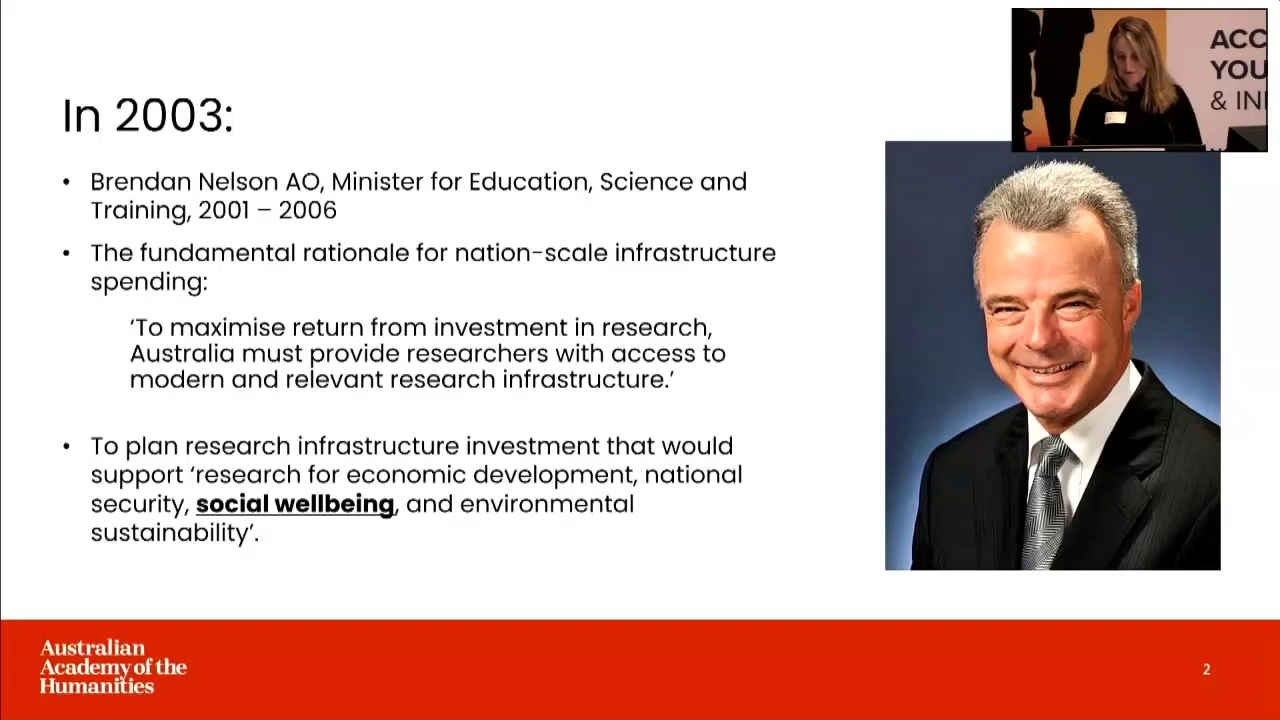 In 2003:
• Brendan Nelson AO, Minister for Education, Science and
Training, 2001 – 2006
• The fundamental rationale for nation-scale infrastructure
spending:
‘To maximise return from investment in research,
Australia must provide researchers with access to
modern and relevant research infrastructure.’
• To plan research infrastructure investment that would
support ‘research for economic development, national
security, social wellbeing, and environmental
sustainability’.
ACC
YOU
& IN
Australian
Academy of the
Humanities
2